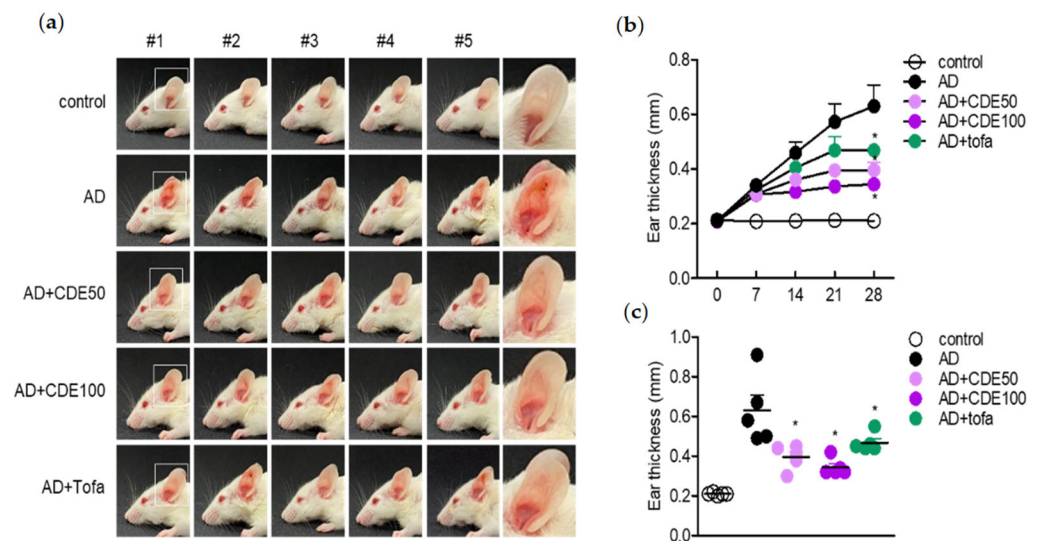 (a)
#1 #2 #3 #4 #5
control
AD
AD+CDE50
AD+CDE100
AD+Tofa
(b)
Ear thickness (mm)
0.8
0.6
0.4
0.2
0.0
0 7 14 21 28
control
AD
AD+CDE50
AD+CDE100
AD+tofa
*
*
*
(c)
Ear thickness (mm)
1.0
0.8
0.6
0.4
0.2
0.0
control
AD
AD+CDE50
AD+CDE100
AD+tofa
*
*
*